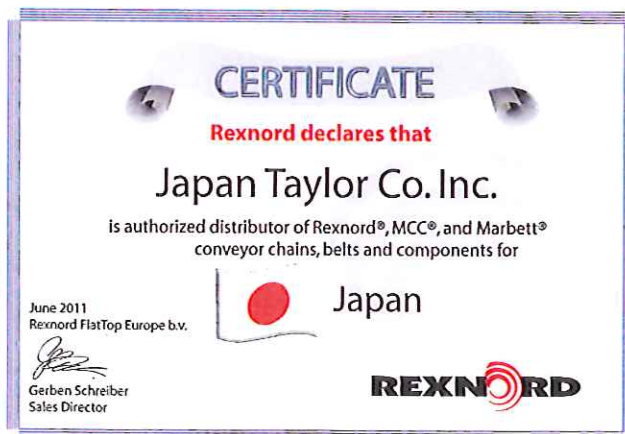 CERTIFICATE
Rexnord declares that
Japan Taylor Co. Inc.
is authorized distributor of Rexnord®, MCC®, and Marbett®
conveyor chains, belts and components for
Japan
June 2011
Rexnord FlatTop Europe b.v.
Gerben Schreiber
Sales Director
REXNORD